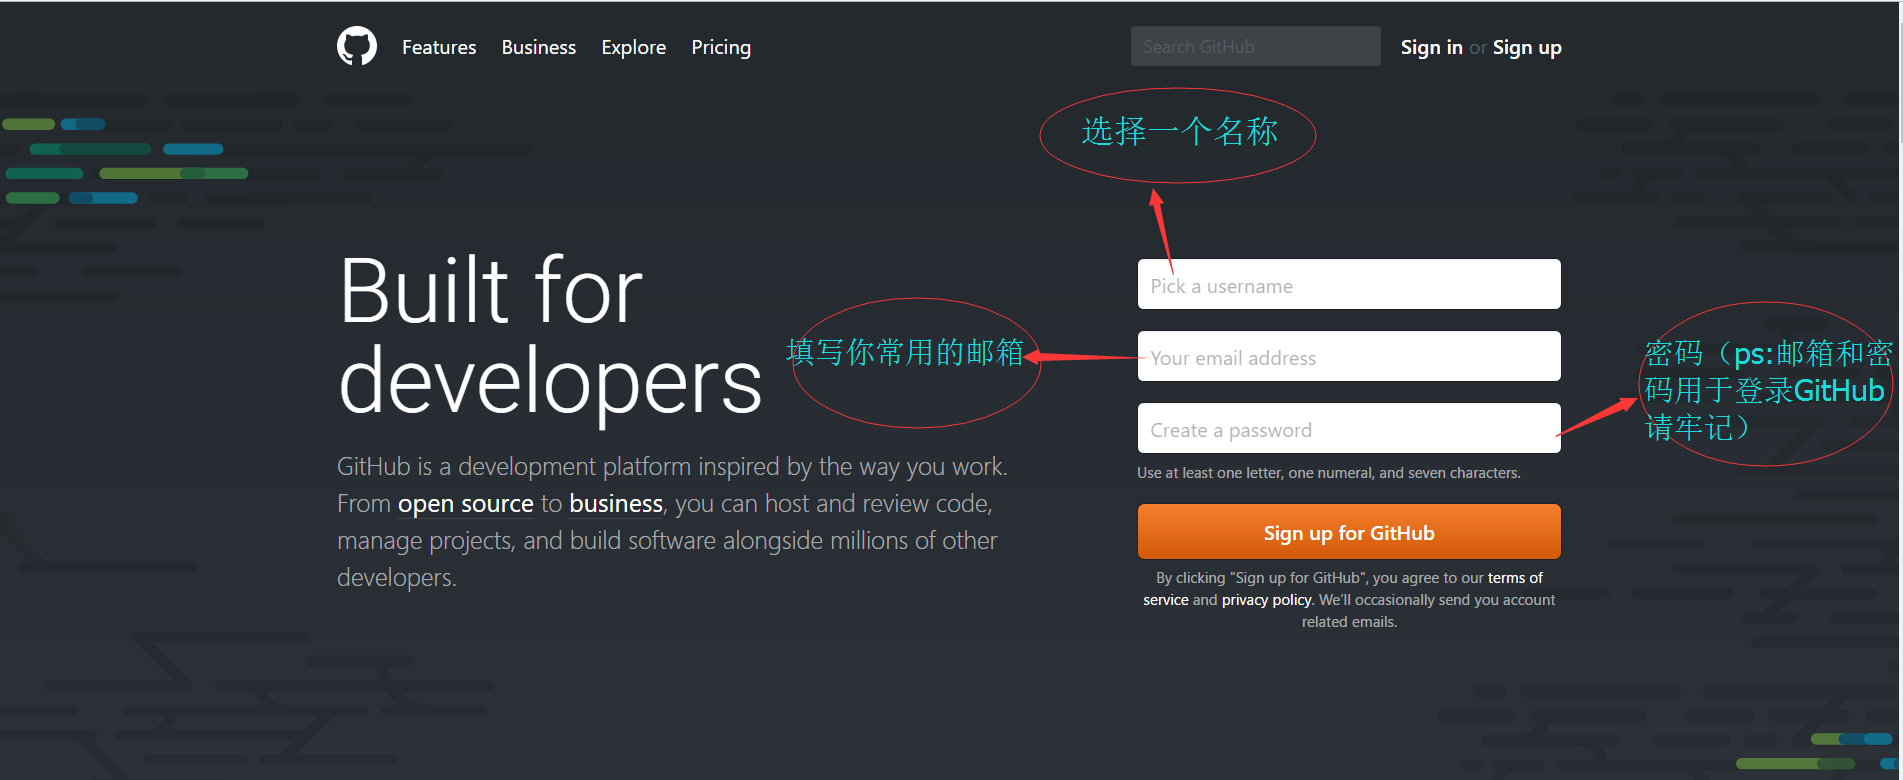 Features Business Explore Pricing
Search GitHub
Sign in or Sign up
选择一个名称
Built for
developers
GitHub is a development platform inspired by the way you work.
From open source to business, you can host and review code,
manage projects, and build software alongside millions of other
developers.
填写你常用的邮箱
Pick a username
Your email address
Create a password
密码（ps:邮箱和密
码用于登录GitHub
请牢记）
Use at least one letter, one numeral, and seven characters.
Sign up for GitHub
By clicking "Sign up for GitHub", you agree to our terms of
service and privacy policy. We'll occasionally send you account
related emails.